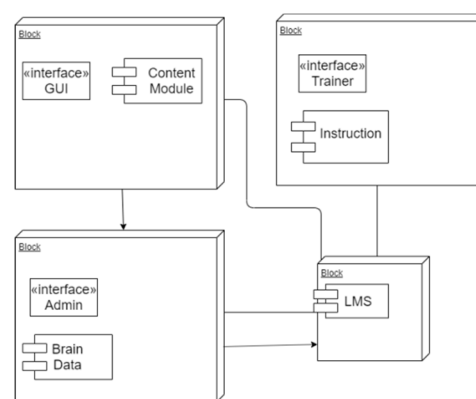 Block
«interface»
GUI
Content
Module
Block
«interface»
Trainer
Instruction
Block
«interface»
Admin
Brain
Data
Block
LMS